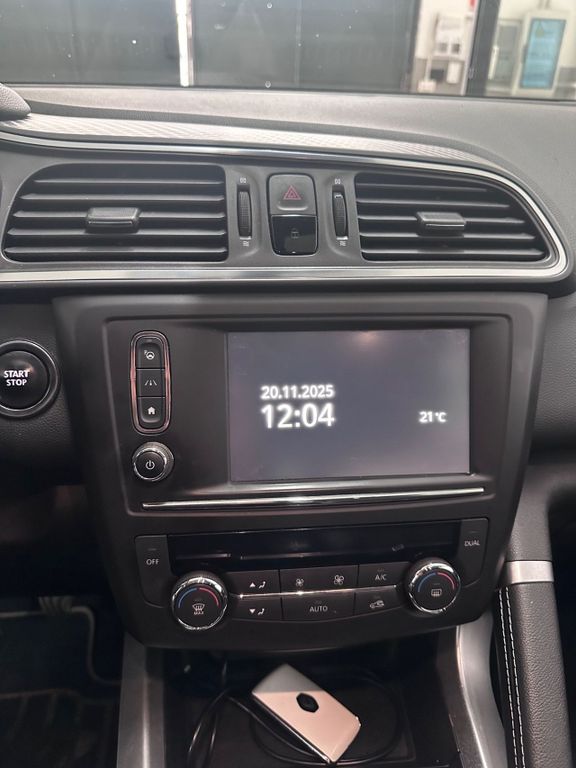 START
STOP
20.11.2025
12:04
21°C
OFF
DUAL
A/C
MAX
AUTO